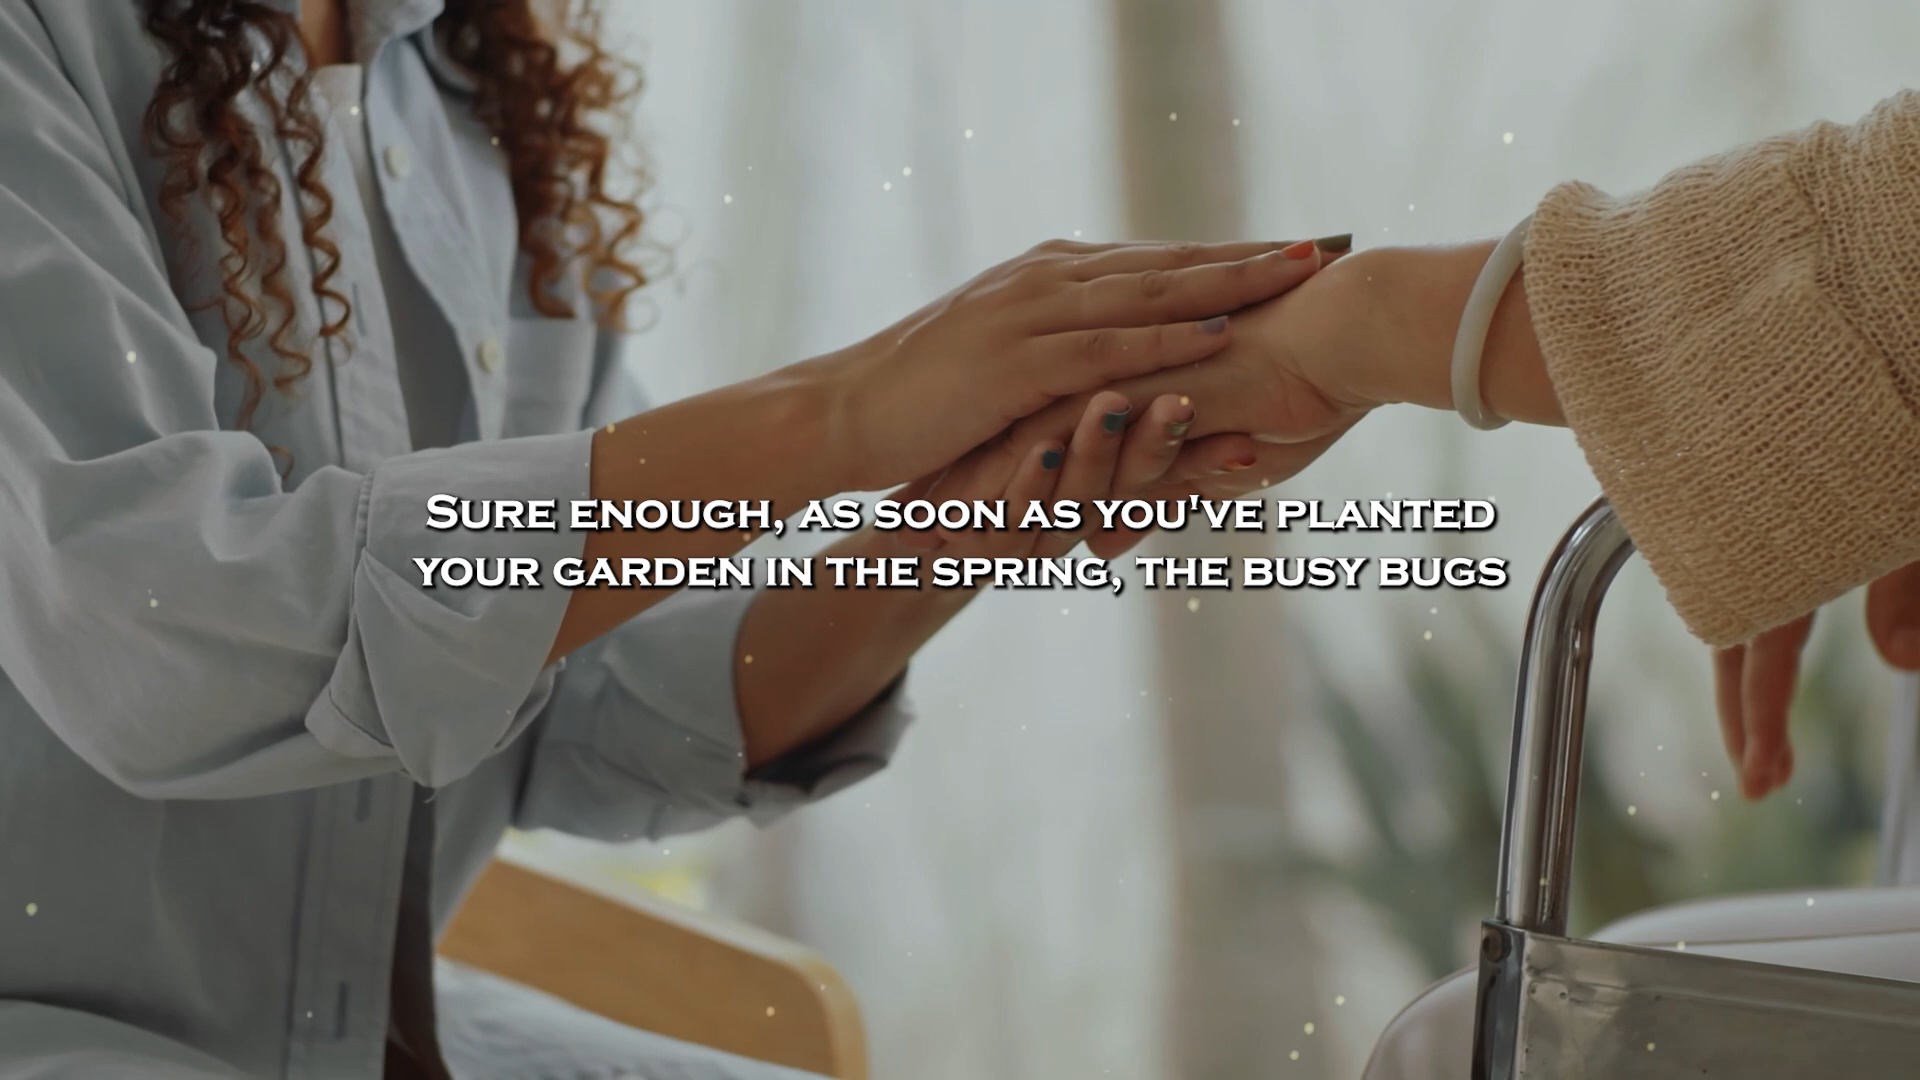 Sure enough, as soon as you've planted
your garden in the spring, the busy bugs